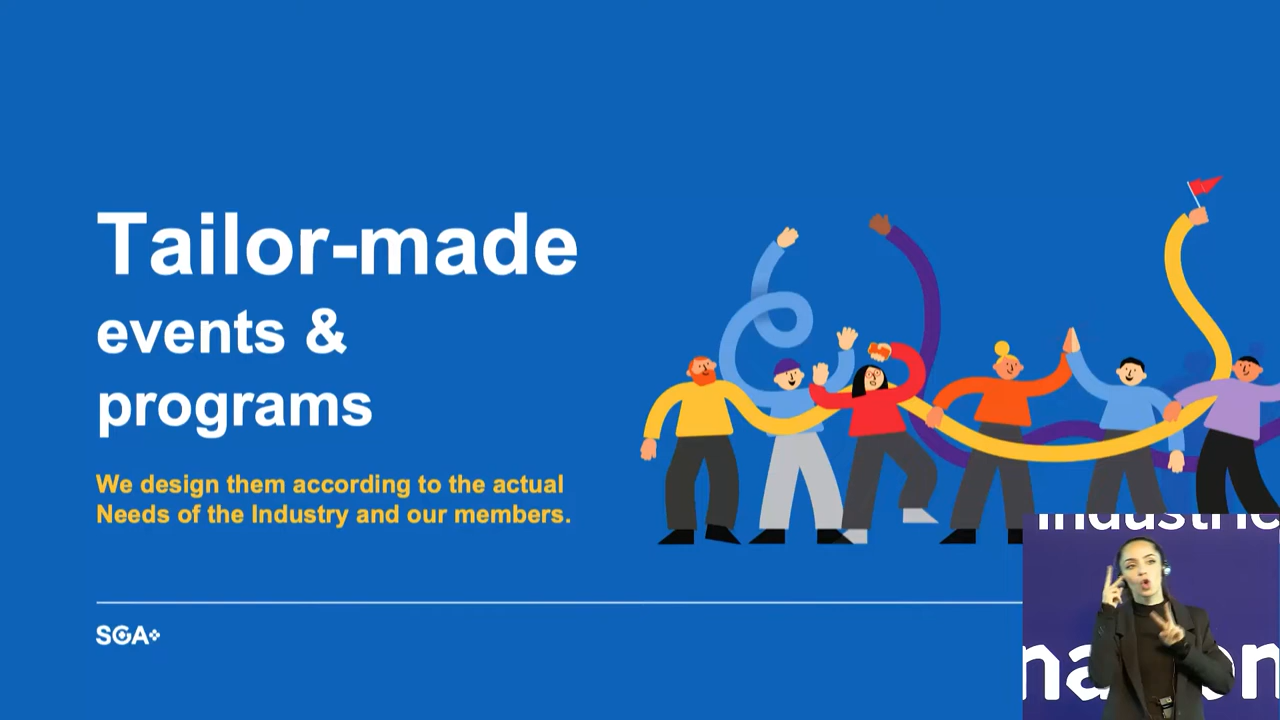 Tailor-made
events &
programs
We design them according to the actual
Needs of the Industry and our members.
SGA